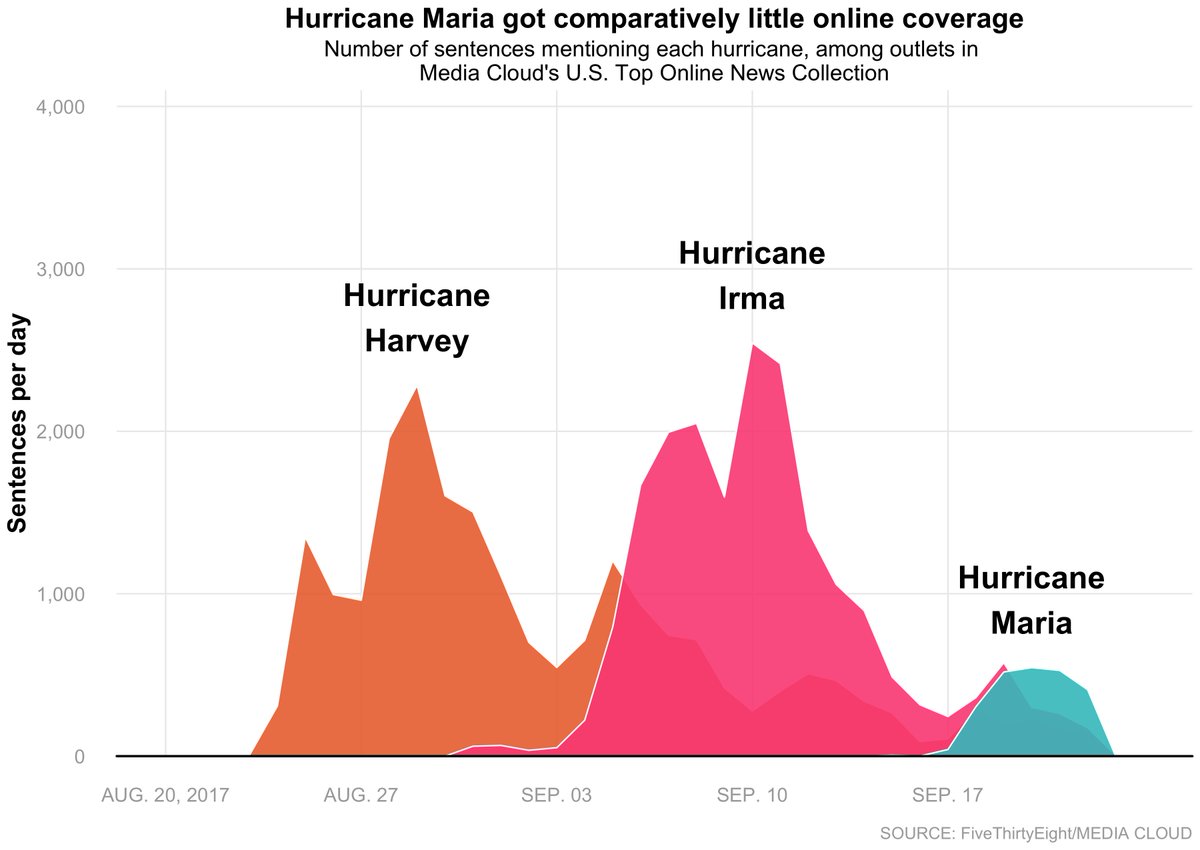 Hurricane Maria got comparatively little online coverage
Number of sentences mentioning each hurricane, among outlets in
Media Cloud's U.S. Top Online News Collection
Sentences per day
4,000
3,000
2,000
1,000
0
Hurricane
Harvey
Hurricane
Irma
Hurricane
Maria
AUG. 20, 2017
AUG. 27
SEP. 03
SEP. 10
SEP. 17
SOURCE: FiveThirtyEight/MEDIA CLOUD